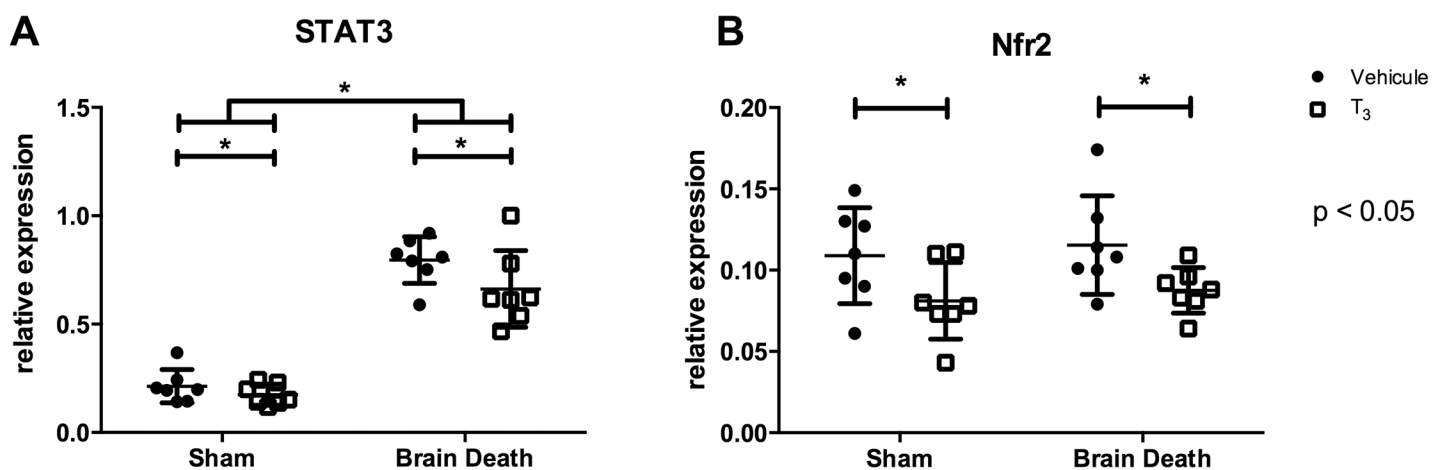 A
STAT3
*
*
*
relative expression
1.5
1.0
0.5
0.0
Sham
Brain Death
B
Nfr2
*
*
relative expression
0.20
0.15
0.10
0.05
0.00
Sham
Brain Death
Vehicule
T₃
p < 0.05